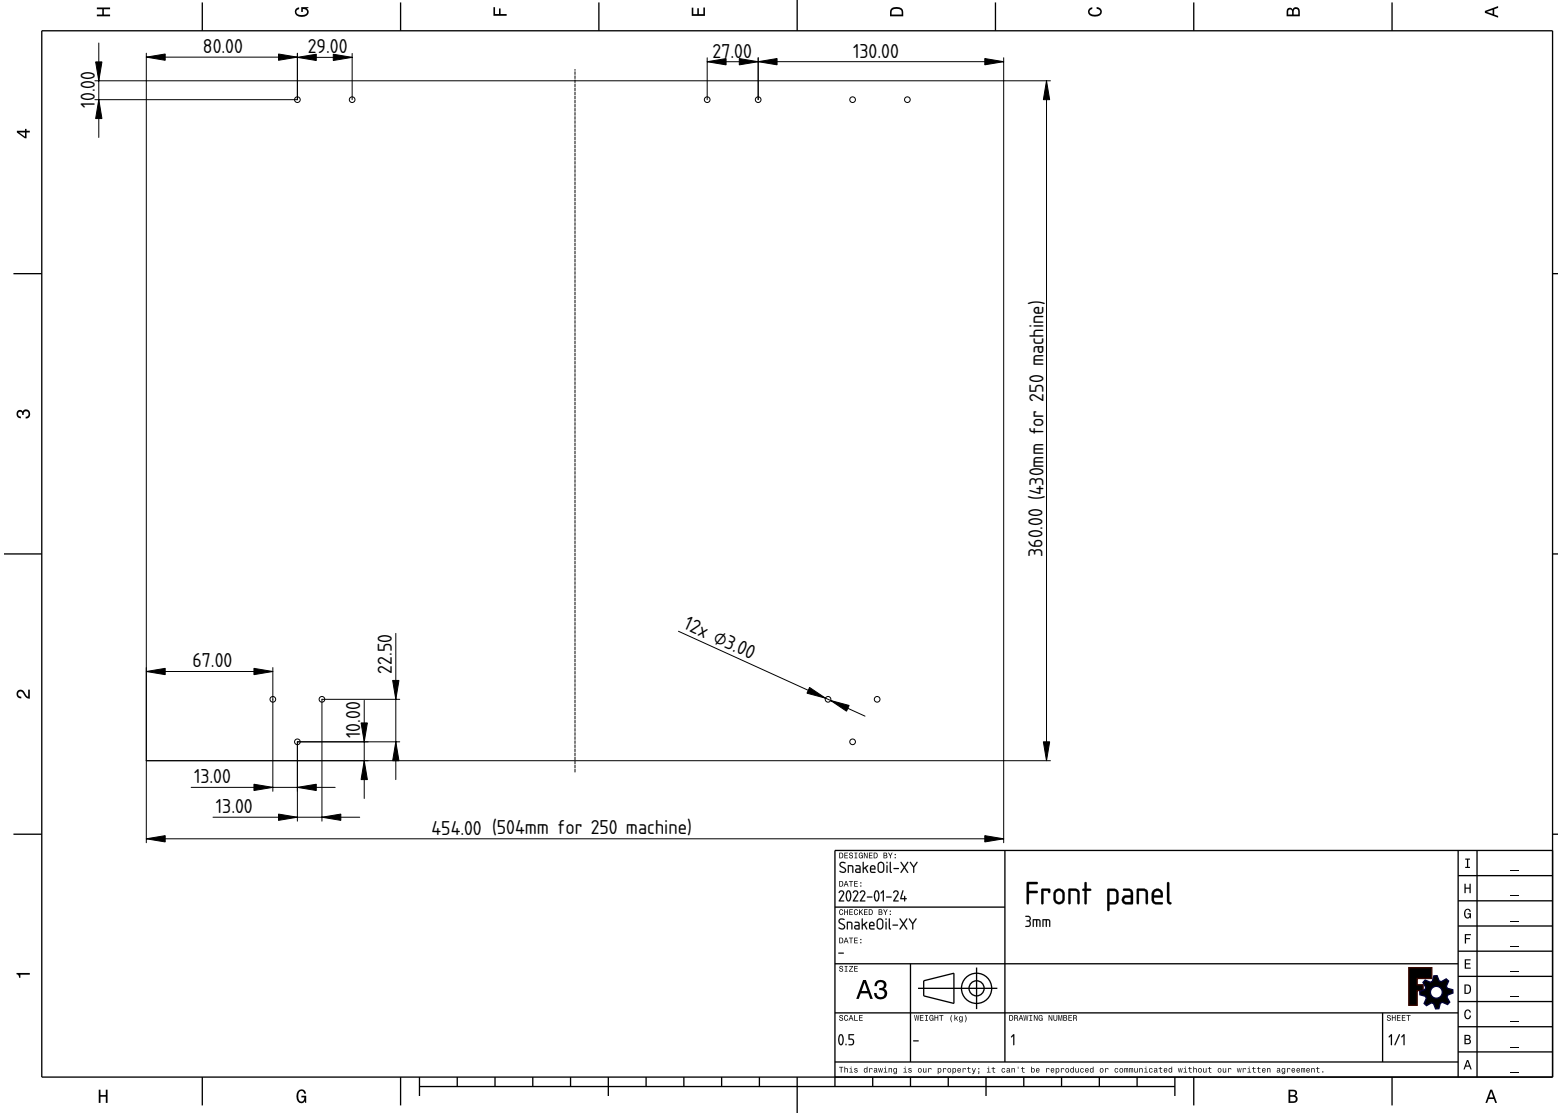 H G F E D C B A
80.00 29.00 27.00 130.00
10.00
4
3
360.00 (430mm for 250 machine)
12x Φ3.00
67.00 22.50
2
10.00
13.00
13.00
454.00 (504mm for 250 machine)
1
DESIGNED BY:
SnakeOil-XY
DATE:
2022-01-24
CHECKED BY:
SnakeOil-XY
DATE:
-
Front panel
3mm
SIZE
A3
SCALE
0.5
WEIGHT (kg)
-
DRAWING NUMBER
1
SHEET
1/1
This drawing is our property; it can't be reproduced or communicated without our written agreement.
I _
H _
G _
F _
E _
D _
C _
B _
A _
H G B A